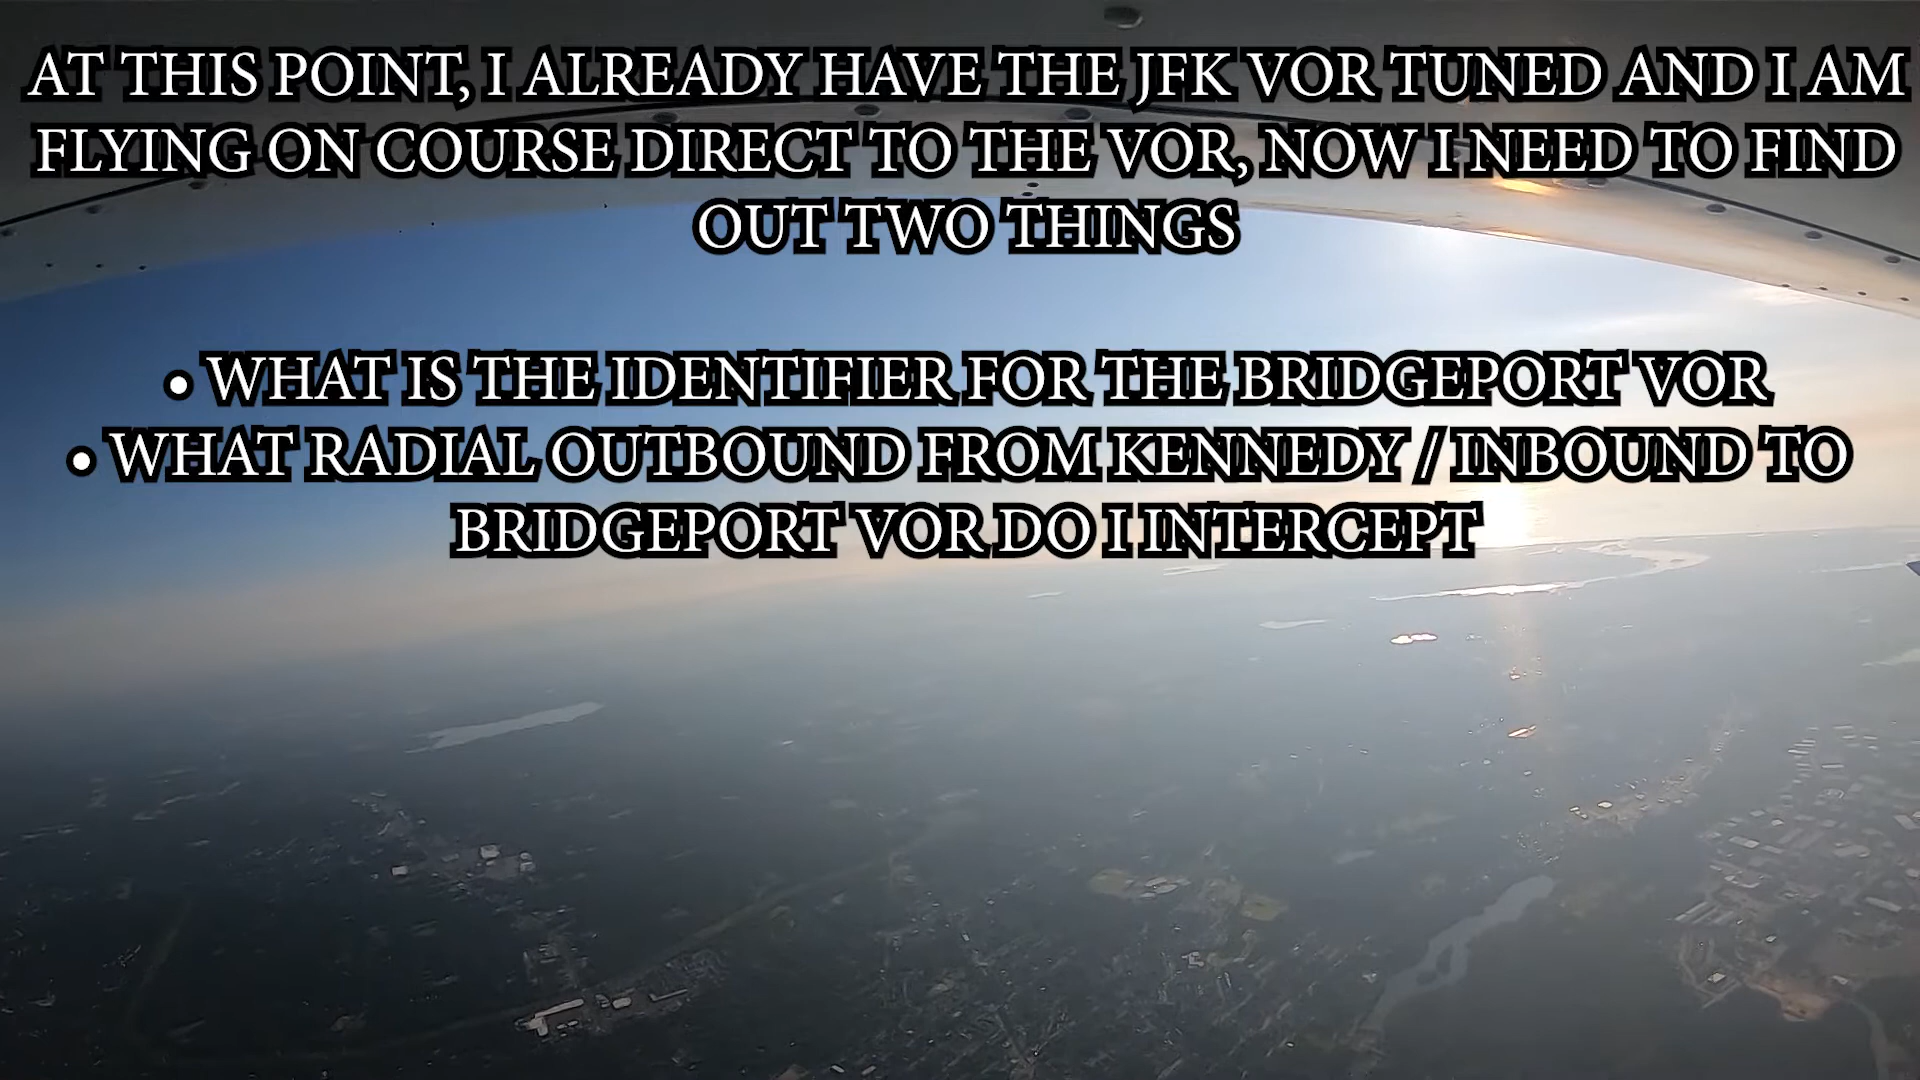 AT THIS POINT, I ALREADY HAVE THE JFK VOR TUNED AND I AM
FLYING ON COURSE DIRECT TO THE VOR, NOW I NEED TO FIND
OUT TWO THINGS
• WHAT IS THE IDENTIFIER FOR THE BRIDGEPORT VOR
• WHAT RADIAL OUTBOUND FROM KENNEDY / INBOUND TO
BRIDGEPORT VOR DO I INTERCEPT